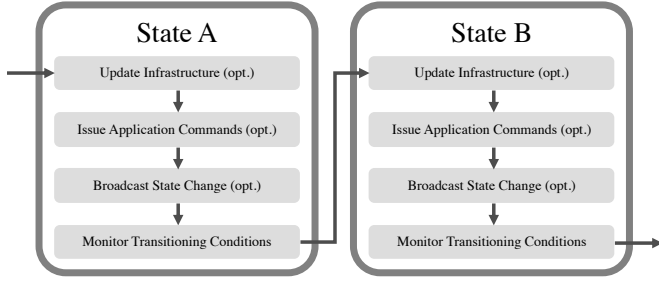 State A
Update Infrastructure (opt.)
Issue Application Commands (opt.)
Broadcast State Change (opt.)
Monitor Transitioning Conditions
State B
Update Infrastructure (opt.)
Issue Application Commands (opt.)
Broadcast State Change (opt.)
Monitor Transitioning Conditions